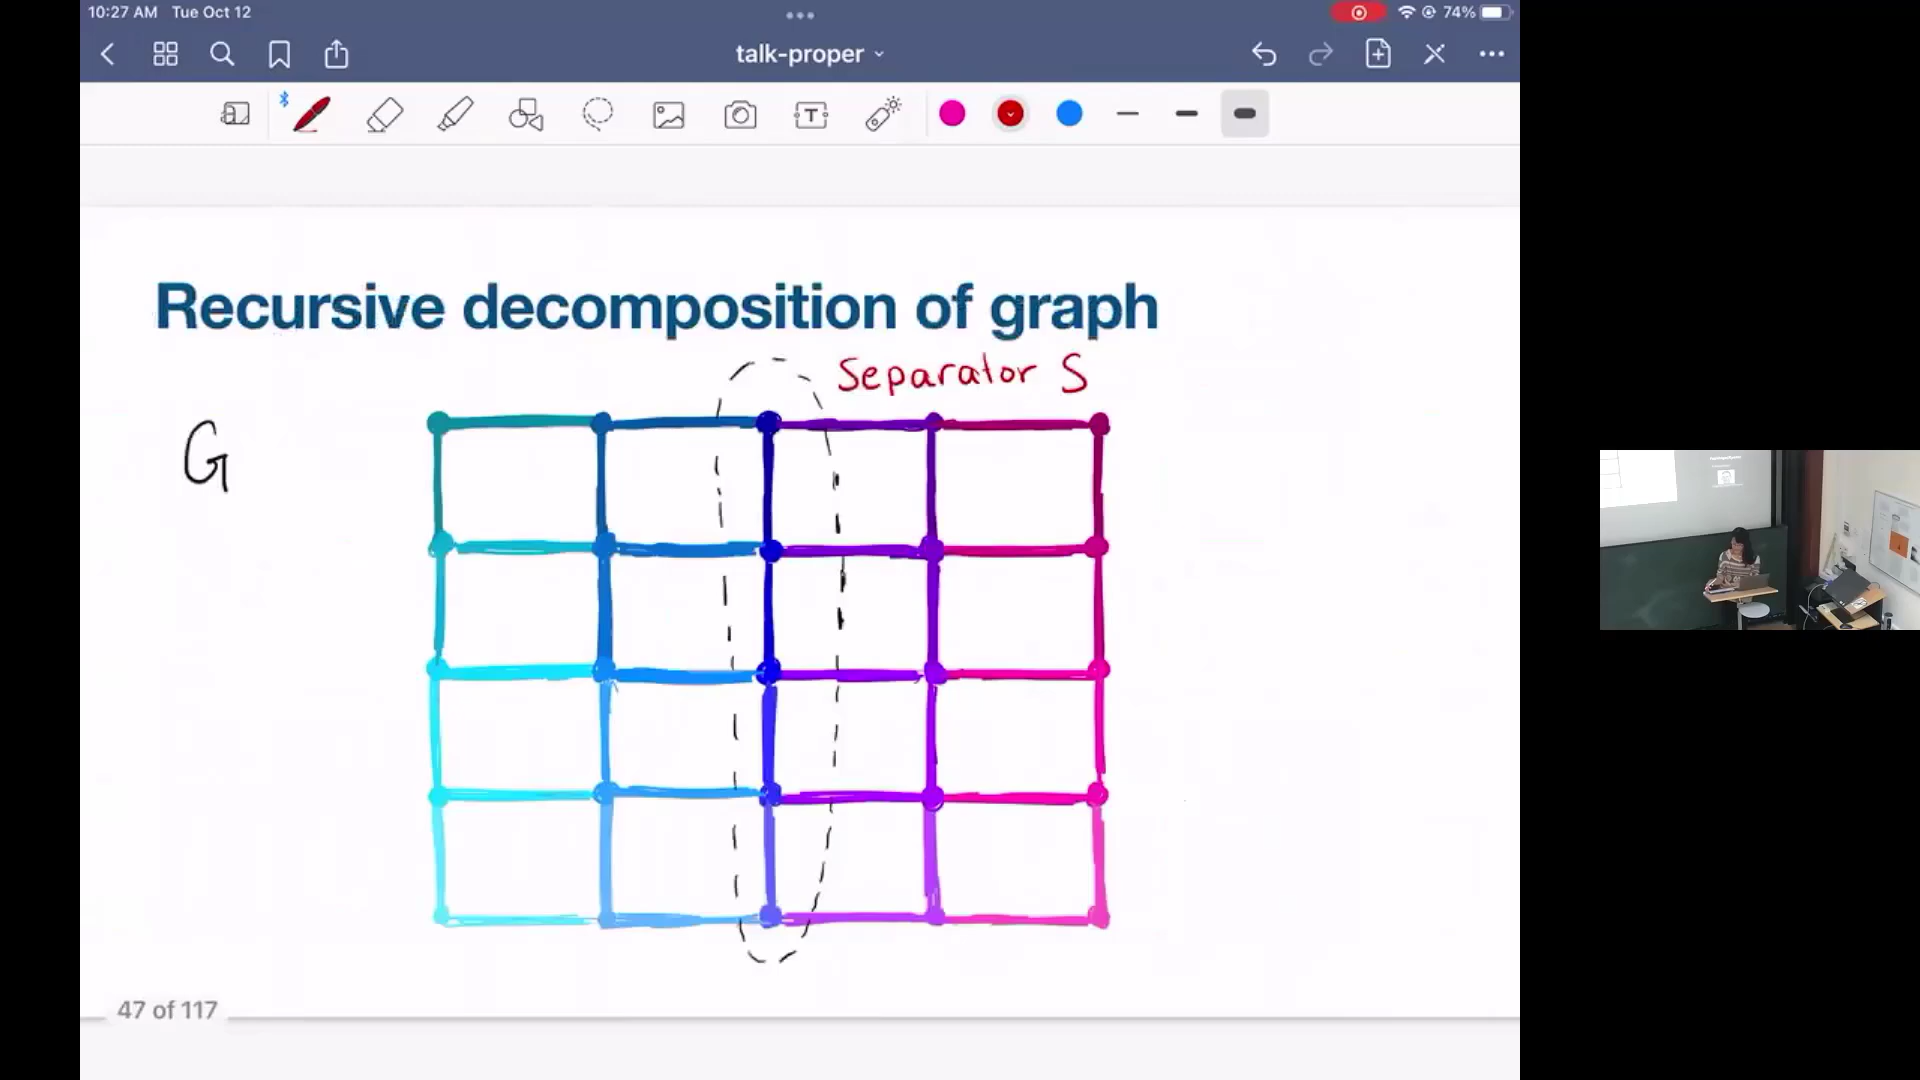 10:27 AM Tue Oct 12
74%
talk-proper
Recursive decomposition of graph
Separator S
G
47 of 117